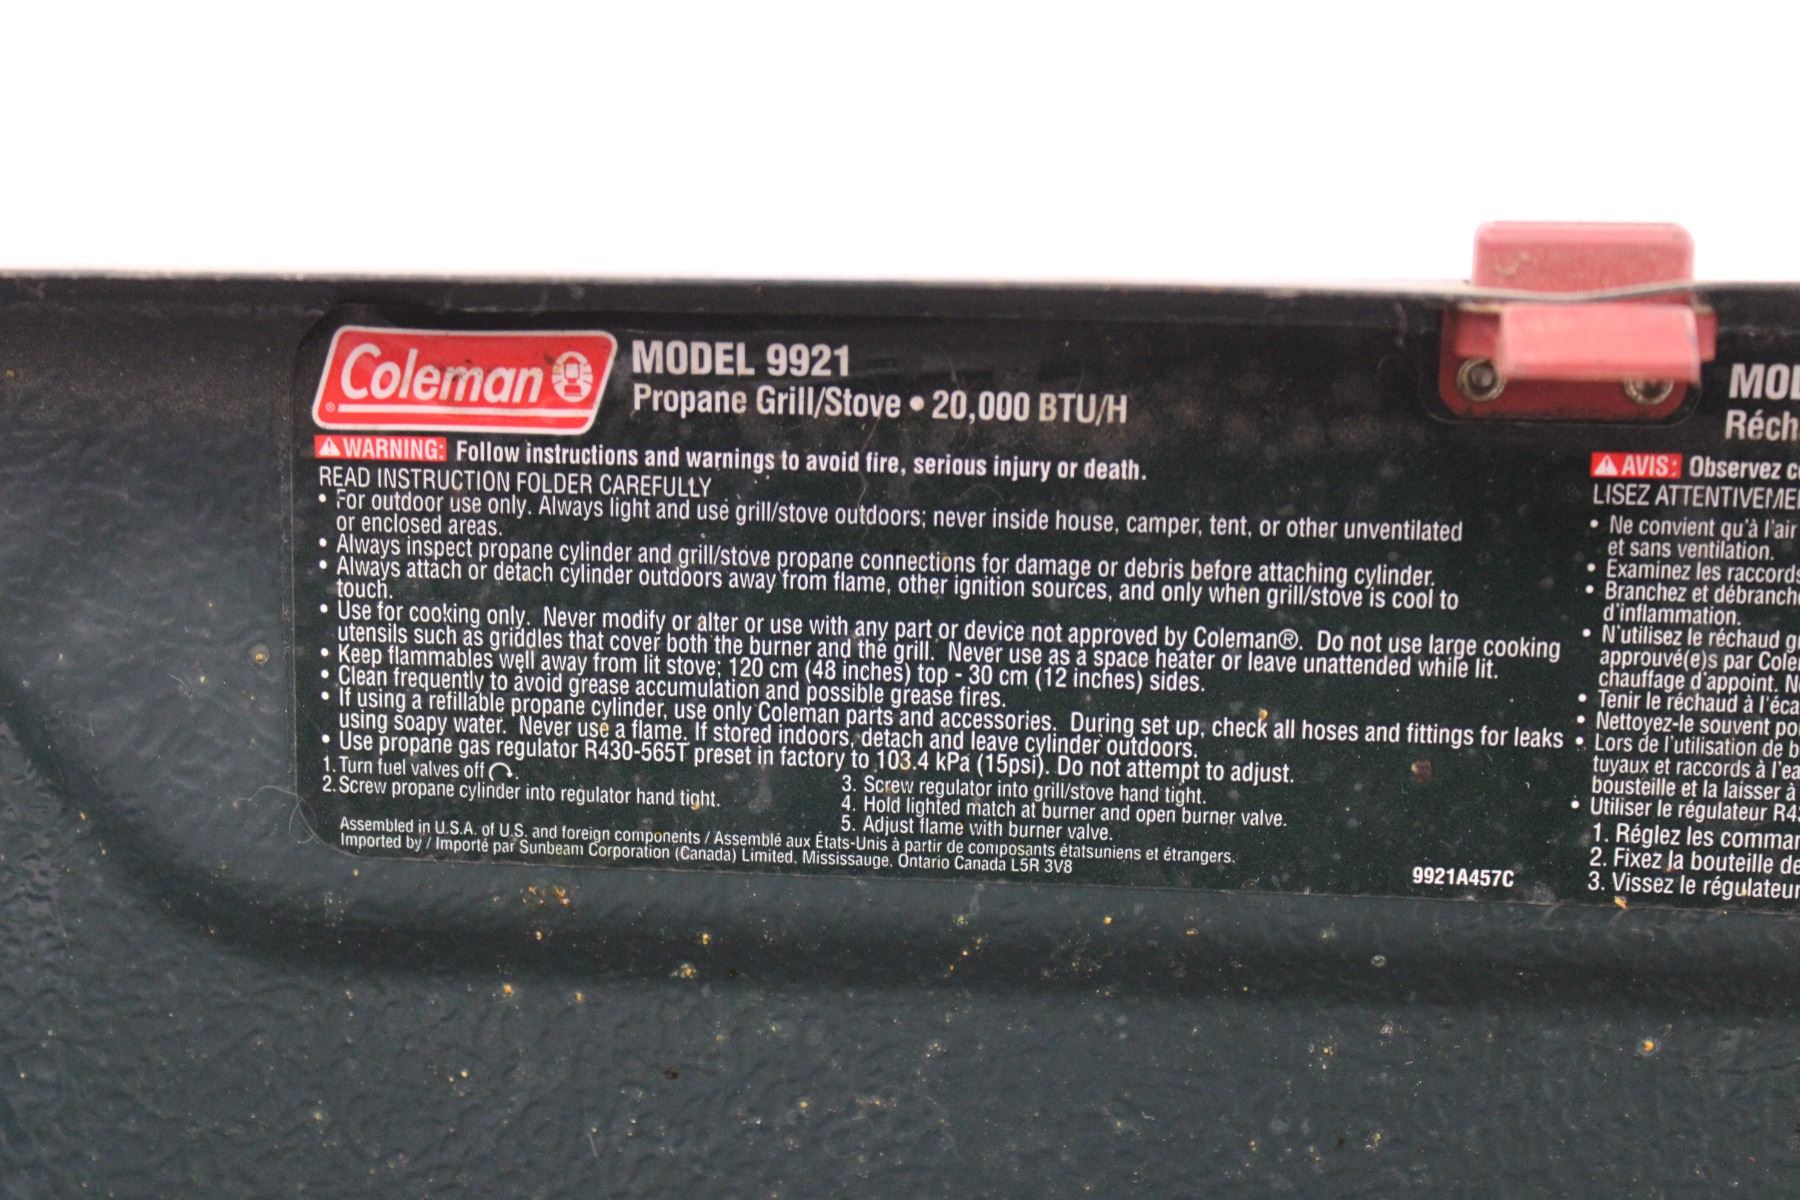 Coleman
®
MODEL 9921
Propane Grill/Stove • 20,000 BTU/H
WARNING: Follow instructions and warnings to avoid fire, serious injury or death.
READ INSTRUCTION FOLDER CAREFULLY
• For outdoor use only. Always light and use grill/stove outdoors; never inside house, camper, tent, or other unventilated
or enclosed areas.
• Always inspect propane cylinder and grill/stove propane connections for damage or debris before attaching cylinder.
• Always attach or detach cylinder outdoors away from flame, other ignition sources, and only when grill/stove is cool to
touch.
• Use for cooking only. Never modify or alter or use with any part or device not approved by Coleman®. Do not use large cooking
utensils such as griddles that cover both the burner and the grill. Never use as a space heater or leave unattended while lit.
• Keep flammables well away from lit stove; 120 cm (48 inches) top - 30 cm (12 inches) sides.
• Clean frequently to avoid grease accumulation and possible grease fires.
• If using a refillable propane cylinder, use only Coleman parts and accessories. During set up, check all hoses and fittings for leaks
using soapy water. Never use a flame. If stored indoors, detach and leave cylinder outdoors.
• Use propane gas regulator R430-565T preset in factory to 103.4 kPa (15psi). Do not attempt to adjust.
1. Turn fuel valves off .
2. Screw propane cylinder into regulator hand tight.
3. Screw regulator into grill/stove hand tight.
4. Hold lighted match at burner and open burner valve.
5. Adjust flame with burner valve.
Assembled in U.S.A. of U.S. and foreign components / Assemblé aux États-Unis à partir de composants étatsuniens et étrangers.
Imported by / Importé par Sunbeam Corporation (Canada) Limited. Mississauga. Ontario Canada L5R 3V8
9921A457C
MOD
Réch
AVIS: Observez c
LISEZ ATTENTIVEME
• Ne convient qu'à l'air
et sans ventilation.
• Examinez les raccords
• Branchez et débranch
d'inflammation.
• N'utilisez le réchaud g
approuvé(e)s par Cole
chauffage d'appoint. N
• Tenir le réchaud à l'éca
• Nettoyez-le souvent po
• Lors de l'utilisation de b
tuyaux et raccords à l'ea
bousteille et la laisser à
• Utiliser le régulateur R43
1. Réglez les comman
2. Fixez la bouteille de
3. Vissez le régulateur